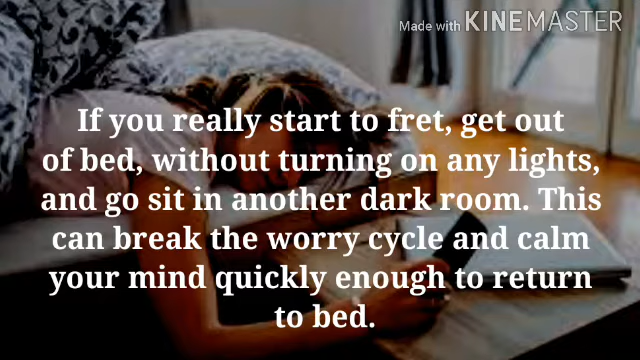 Made with KINEMASTER
If you really start to fret, get out
of bed, without turning on any lights,
and go sit in another dark room. This
can break the worry cycle and calm
your mind quickly enough to return
to bed.